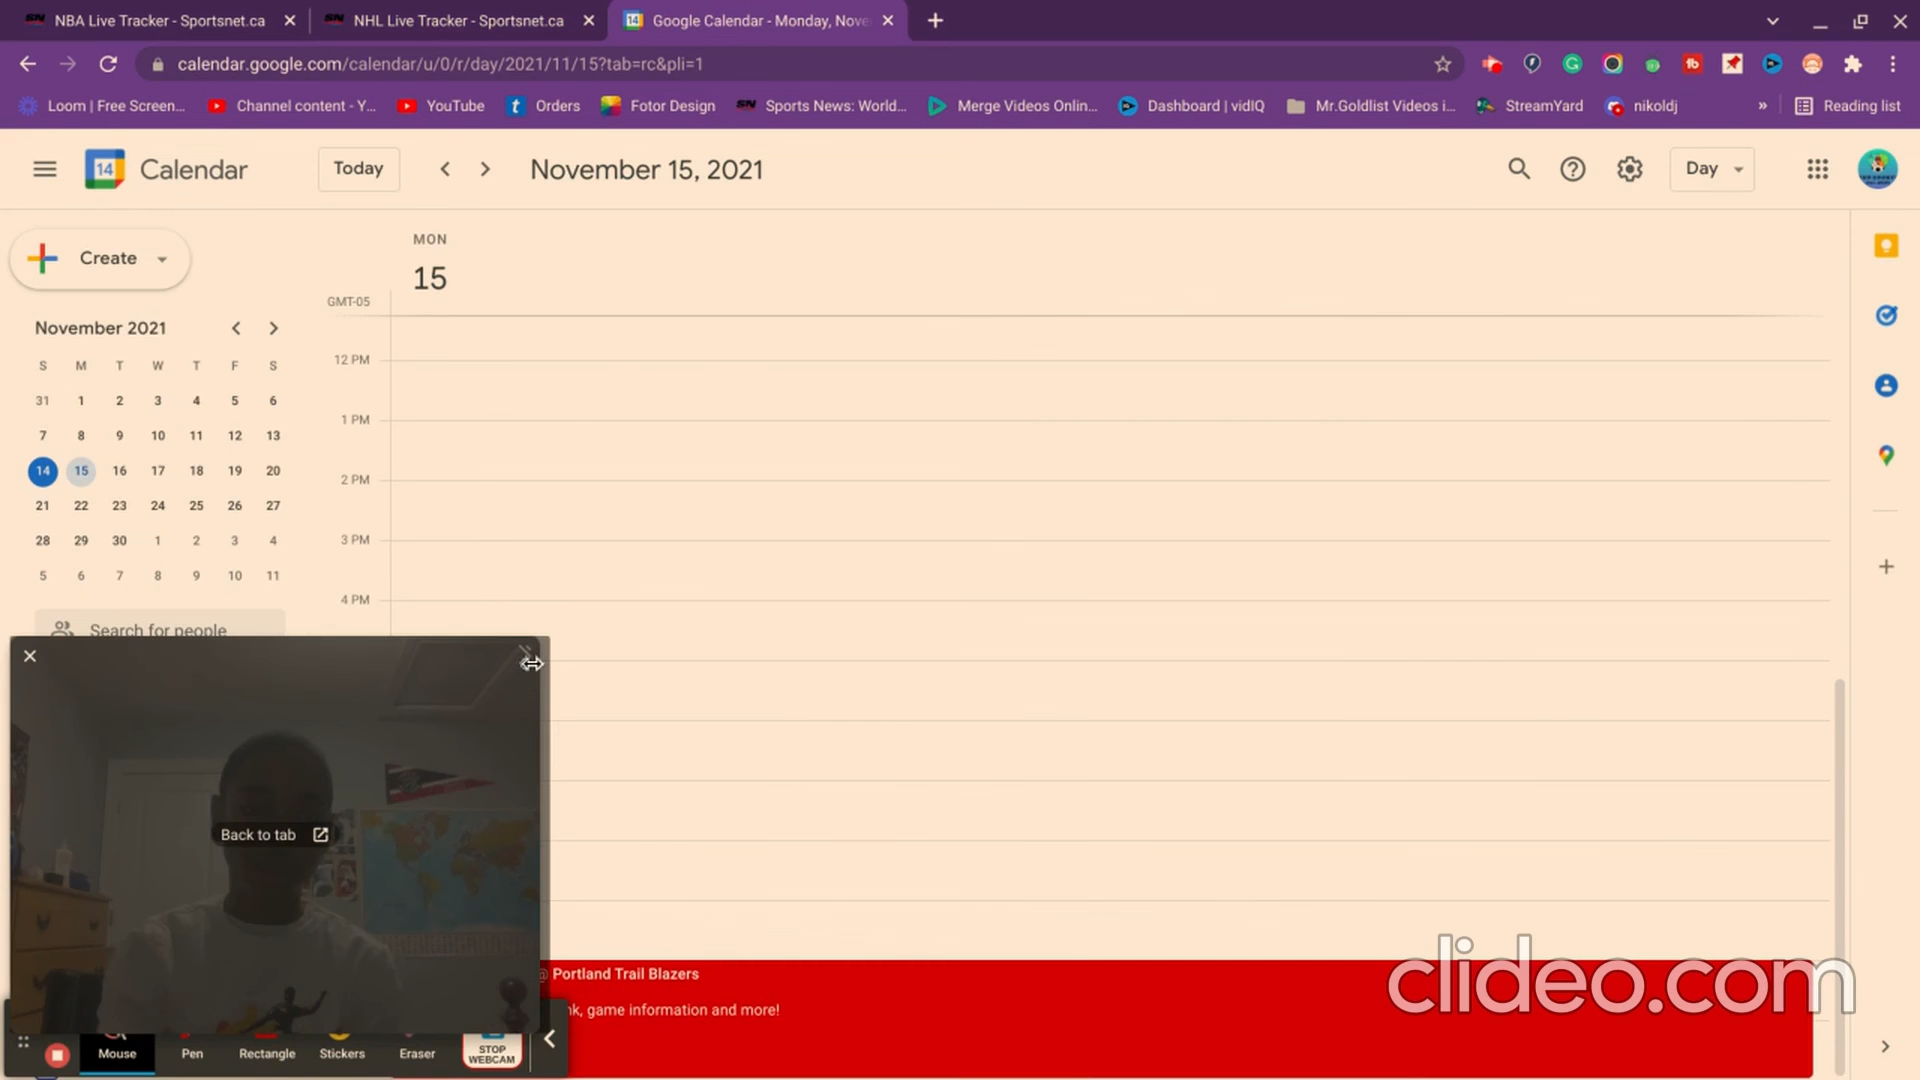 NBA Live Tracker - Sportsnet.ca
NHL Live Tracker - Sportsnet.ca
Google Calendar - Monday, Nove
calendar.google.com/calendar/u/0/r/day/2021/11/15?tab=rc&pli=1
Loom | Free Screen...
Channel content - Y...
YouTube
Orders
Fotor Design
Sports News: World...
Merge Videos Onlin...
Dashboard | vidIQ
Mr.Goldlist Videos i...
StreamYard
nikoldj
Reading list
14
Calendar
Today
November 15, 2021
Day
Create
MON
15
GMT-05
November 2021
S M T W T F S
31 1 2 3 4 5 6
7 8 9 10 11 12 13
14 15 16 17 18 19 20
21 22 23 24 25 26 27
28 29 30 1 2 3 4
5 6 7 8 9 10 11
Search for people
12 PM
1 PM
2 PM
3 PM
4 PM
Back to tab
@ Portland Trail Blazers
nk, game information and more!
Mouse
Pen
Rectangle
Stickers
Eraser
STOP
WEBCAM
clideo.com